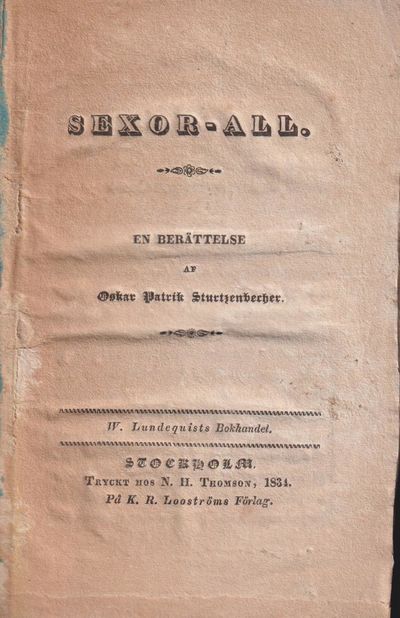 SEXOR-ALL.
EN BERÄTTELSE
AF
Oskar Patrik Sturtzenbecher.
W. Lundequists Bokhandel.
STOCKHOLM.
TRYCKT HOS N. H. THOMSON, 1834.
På K. R. Looströms Förlag.